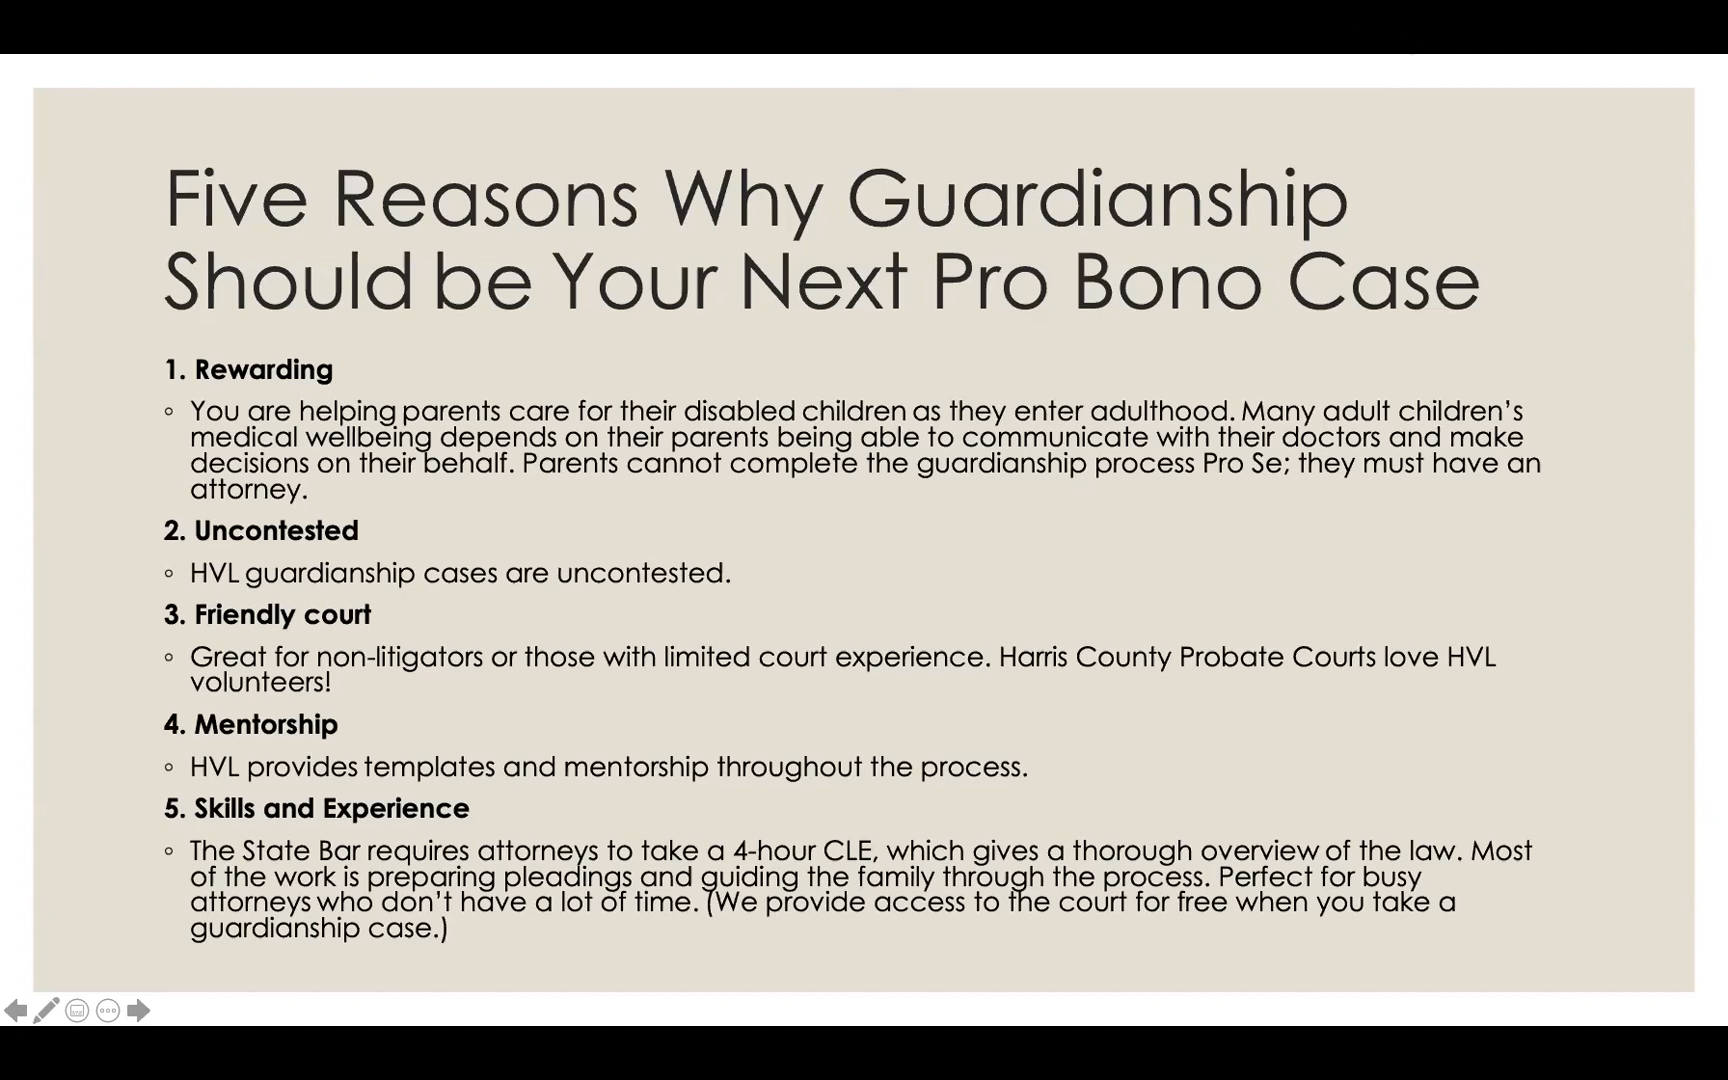 Five Reasons Why Guardianship
Should be Your Next Pro Bono Case
1. Rewarding
◦ You are helping parents care for their disabled children as they enter adulthood. Many adult children’s
medical wellbeing depends on their parents being able to communicate with their doctors and make
decisions on their behalf. Parents cannot complete the guardianship process Pro Se; they must have an
attorney.
2. Uncontested
◦ HVL guardianship cases are uncontested.
3. Friendly court
◦ Great for non-litigators or those with limited court experience. Harris County Probate Courts love HVL
volunteers!
4. Mentorship
◦ HVL provides templates and mentorship throughout the process.
5. Skills and Experience
◦ The State Bar requires attorneys to take a 4-hour CLE, which gives a thorough overview of the law. Most
of the work is preparing pleadings and guiding the family through the process. Perfect for busy
attorneys who don’t have a lot of time. (We provide access to the court for free when you take a
guardianship case.)